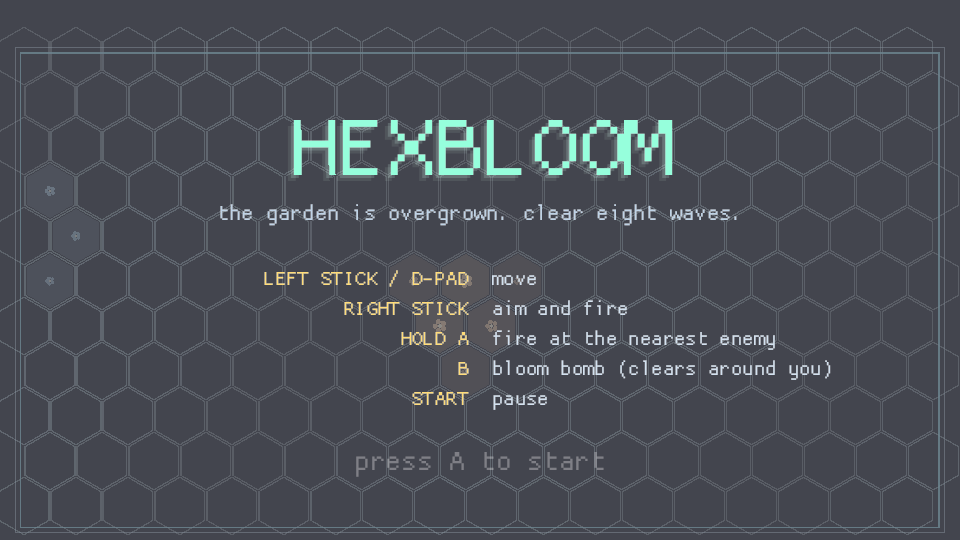 HEXBLOOM
the garden is overgrown. clear eight waves.
LEFT STICK / D-PAD move
RIGHT STICK aim and fire
HOLD A fire at the nearest enemy
B bloom bomb (clears around you)
START pause
press A to start